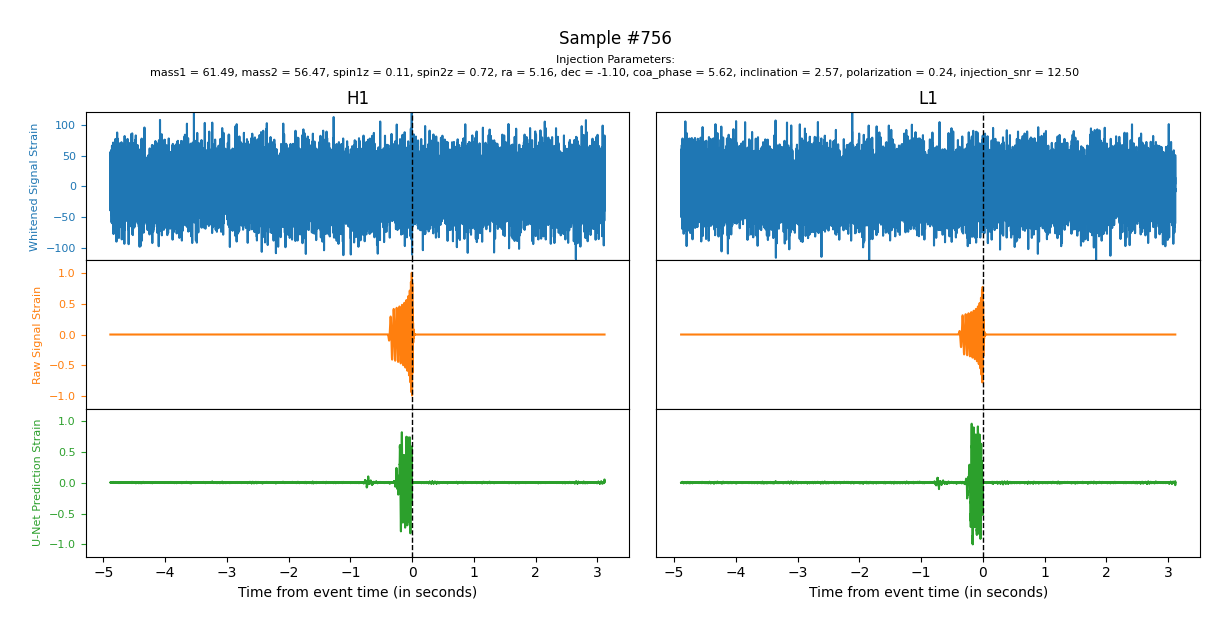 Sample #756
Injection Parameters:
mass1 = 61.49, mass2 = 56.47, spin1z = 0.11, spin2z = 0.72, ra = 5.16, dec = -1.10, coa_phase = 5.62, inclination = 2.57, polarization = 0.24, injection_snr = 12.50
H1
L1
Whitened Signal Strain
100
50
0
−50
−100
Raw Signal Strain
1.0
0.5
0.0
−0.5
−1.0
U-Net Prediction Strain
1.0
0.5
0.0
−0.5
−1.0
−5 −4 −3 −2 −1 0 1 2 3
−5 −4 −3 −2 −1 0 1 2 3
Time from event time (in seconds)
Time from event time (in seconds)